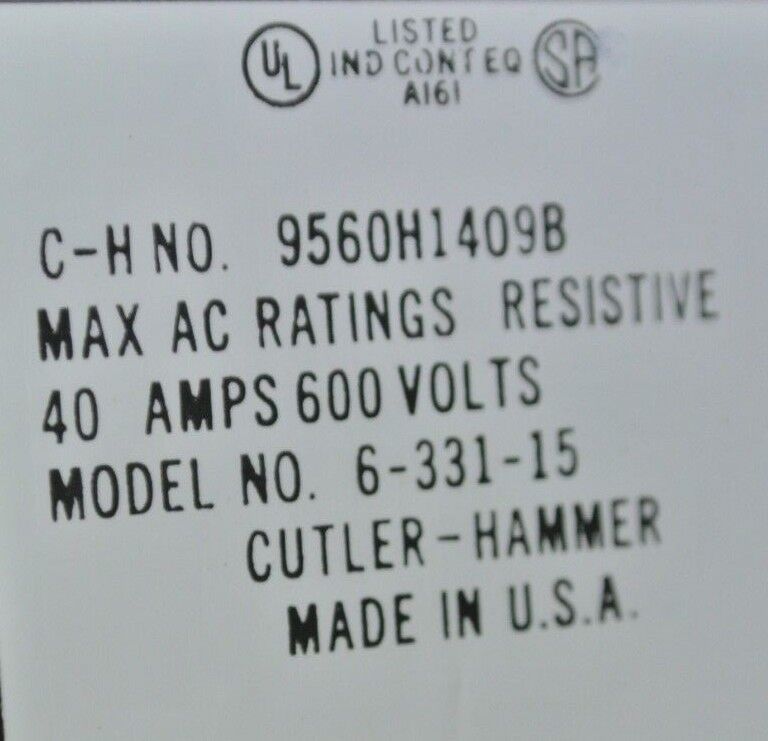 LISTED
UL IND CONT EQ SA
A161
C-H NO. 9560H1409B
MAX AC RATINGS RESISTIVE
40 AMPS 600 VOLTS
MODEL NO. 6-331-15
CUTLER-HAMMER
MADE IN U.S.A.